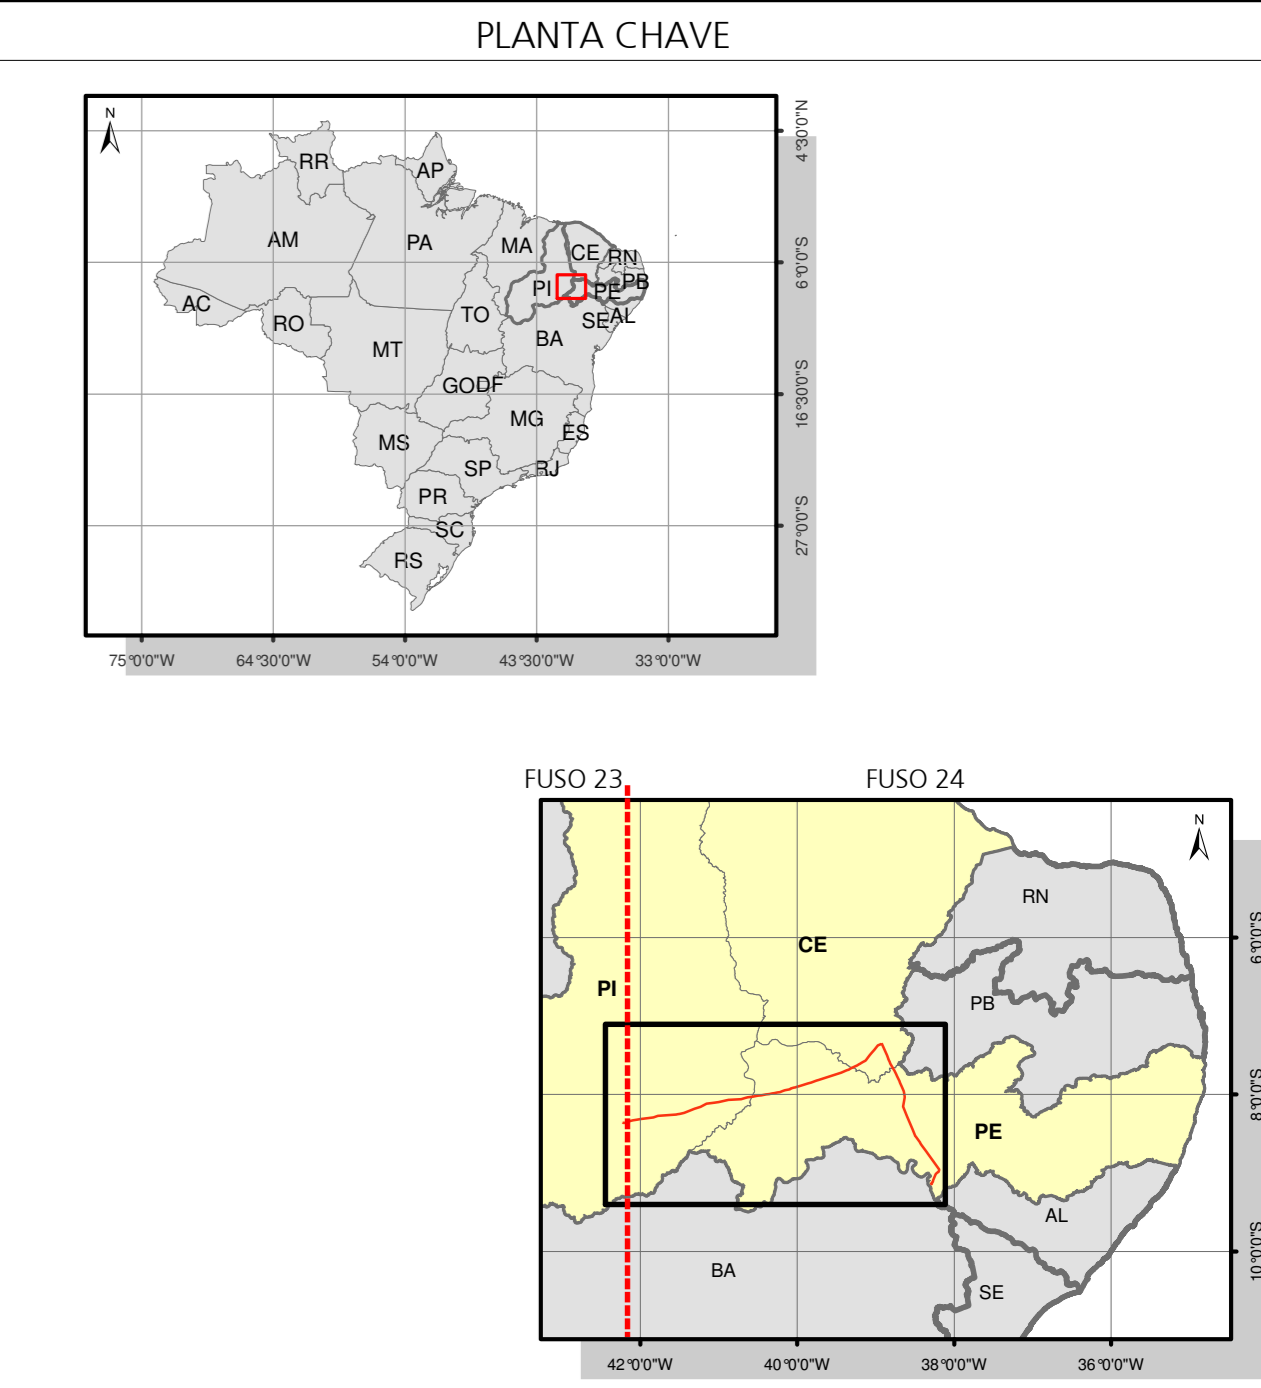 PLANTA CHAVE
N
4°30'0"N
RR
AP
AM
PA
MA
CE
RN
6°0'0"S
PI
PB
PE
AC
RO
TO
SE
AL
BA
MT
GO
DF
16°30'0"S
MG
ES
MS
SP
RJ
PR
SC
27°0'0"S
RS
75°0'0"W
64°30'0"W
54°0'0"W
43°30'0"W
33°0'0"W
FUSO 23
FUSO 24
N
RN
CE
6°0'0"S
PI
PB
8°0'0"S
PE
AL
BA
10°0'0"S
SE
42°0'0"W
40°0'0"W
38°0'0"W
36°0'0"W